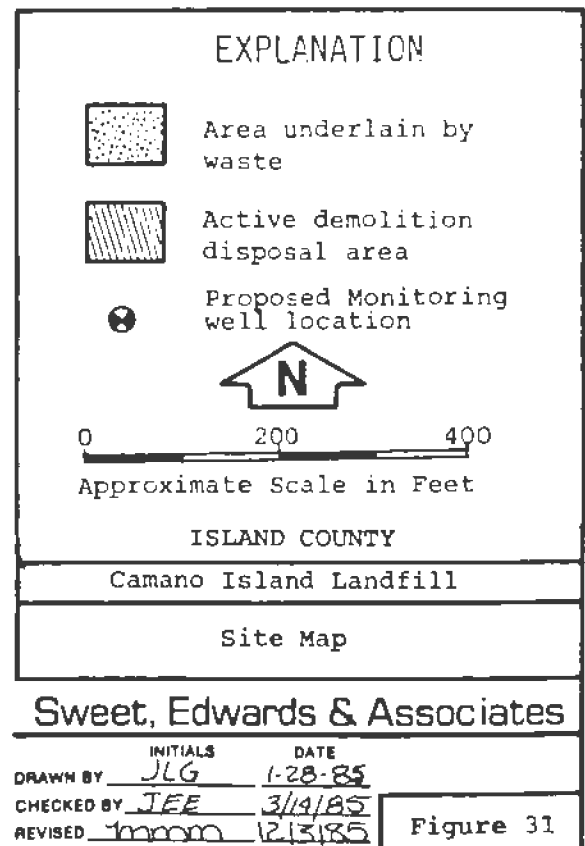 EXPLANATION
Area underlain by
waste
Active demolition
disposal area
Proposed Monitoring
well location
N
0 200 400
Approximate Scale in Feet
ISLAND COUNTY
Camano Island Landfill
Site Map
Sweet, Edwards & Associates
INITIALS DATE
DRAWN BY JLG 1-28-85
CHECKED BY JEE 3/14/85
REVISED 12/3/85
Figure 31